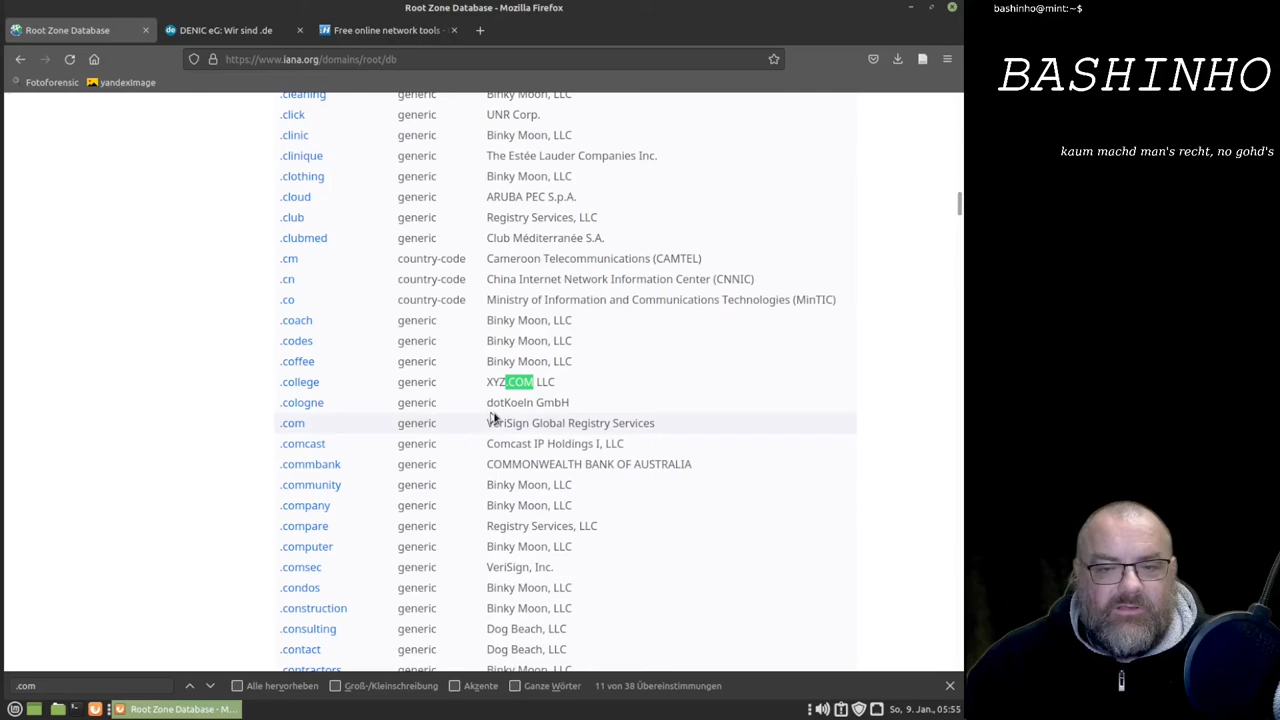 Root Zone Database - Mozilla Firefox
Root Zone Database
DENIC eG: Wir sind .de
Free online network tools -
https://www.iana.org/domains/root/db
Fotoforensic
yandexImage
.cleaning generic Binky Moon, LLC
.click generic UNR Corp.
.clinic generic Binky Moon, LLC
.clinique generic The Estée Lauder Companies Inc.
.clothing generic Binky Moon, LLC
.cloud generic ARUBA PEC S.p.A.
.club generic Registry Services, LLC
.clubmed generic Club Méditerranée S.A.
.cm country-code Cameroon Telecommunications (CAMTEL)
.cn country-code China Internet Network Information Center (CNNIC)
.co country-code Ministry of Information and Communications Technologies (MinTIC)
.coach generic Binky Moon, LLC
.codes generic Binky Moon, LLC
.coffee generic Binky Moon, LLC
.college generic XYZ.COM LLC
.cologne generic dotKoeln GmbH
.com generic VeriSign Global Registry Services
.comcast generic Comcast IP Holdings I, LLC
.commbank generic COMMONWEALTH BANK OF AUSTRALIA
.community generic Binky Moon, LLC
.company generic Binky Moon, LLC
.compare generic Registry Services, LLC
.computer generic Binky Moon, LLC
.comsec generic VeriSign, Inc.
.condos generic Binky Moon, LLC
.construction generic Binky Moon, LLC
.consulting generic Dog Beach, LLC
.contact generic Dog Beach, LLC
.contractors generic Binky Moon, LLC
.com
Alle hervorheben
Groß-/Kleinschreibung
Akzente
Ganze Wörter
11 von 38 Übereinstimmungen
Root Zone Database - M...
So, 9. Jan., 05:55
bashinho@mint:~$
BASHINHO
kaum machd man's recht, no gohd's